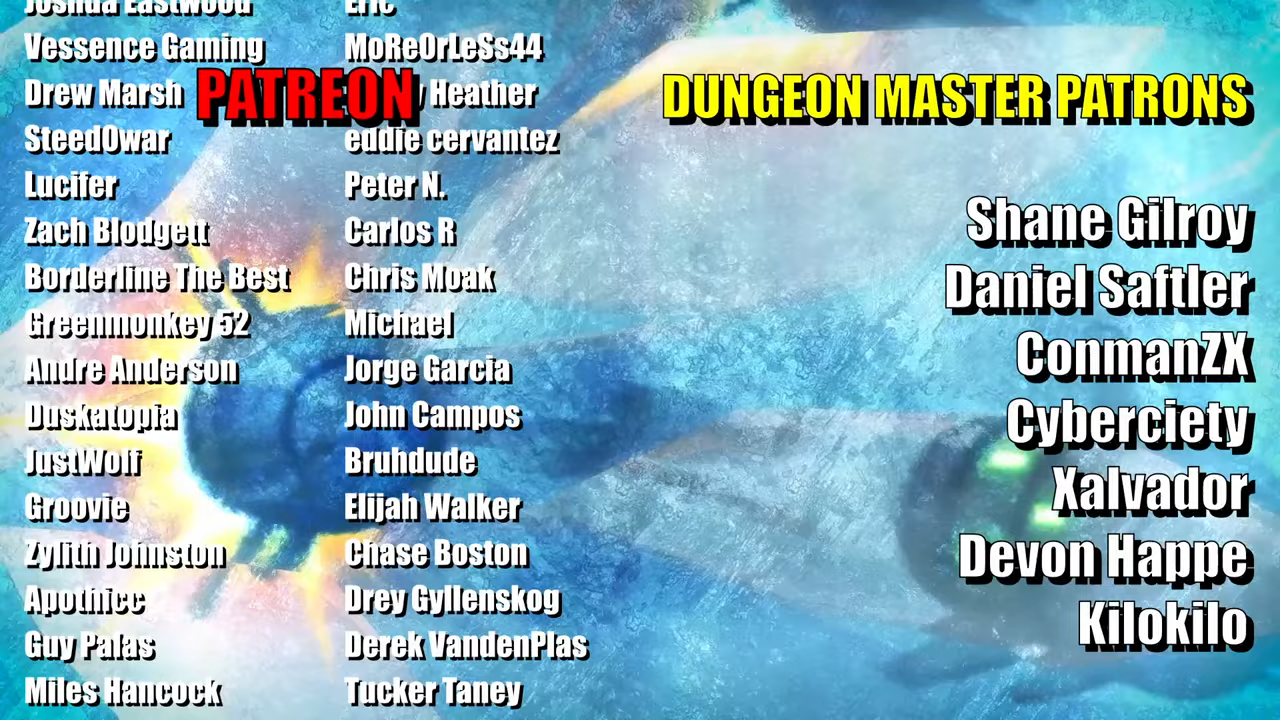 Joshua Eastwood
Vessence Gaming
Drew Marsh
SteedOwar
Lucifer
Zach Blodgett
Borderline The Best
Greenmonkey 52
Andre Anderson
Duskatopia
JustWolf
Groovie
Zylith Johnston
Apothicc
Guy Palas
Miles Hancock
PATREON
Eric
MoReOrLeSs44
Heather
eddie cervantez
Peter N.
Carlos R
Chris Moak
Michael
Jorge Garcia
John Campos
Bruhdude
Elijah Walker
Chase Boston
Drey Gyllenskog
Derek VandenPlas
Tucker Taney
DUNGEON MASTER PATRONS
Shane Gilroy
Daniel Saftler
ConmanZX
Cyberciety
Xalvador
Devon Happe
Kilokilo